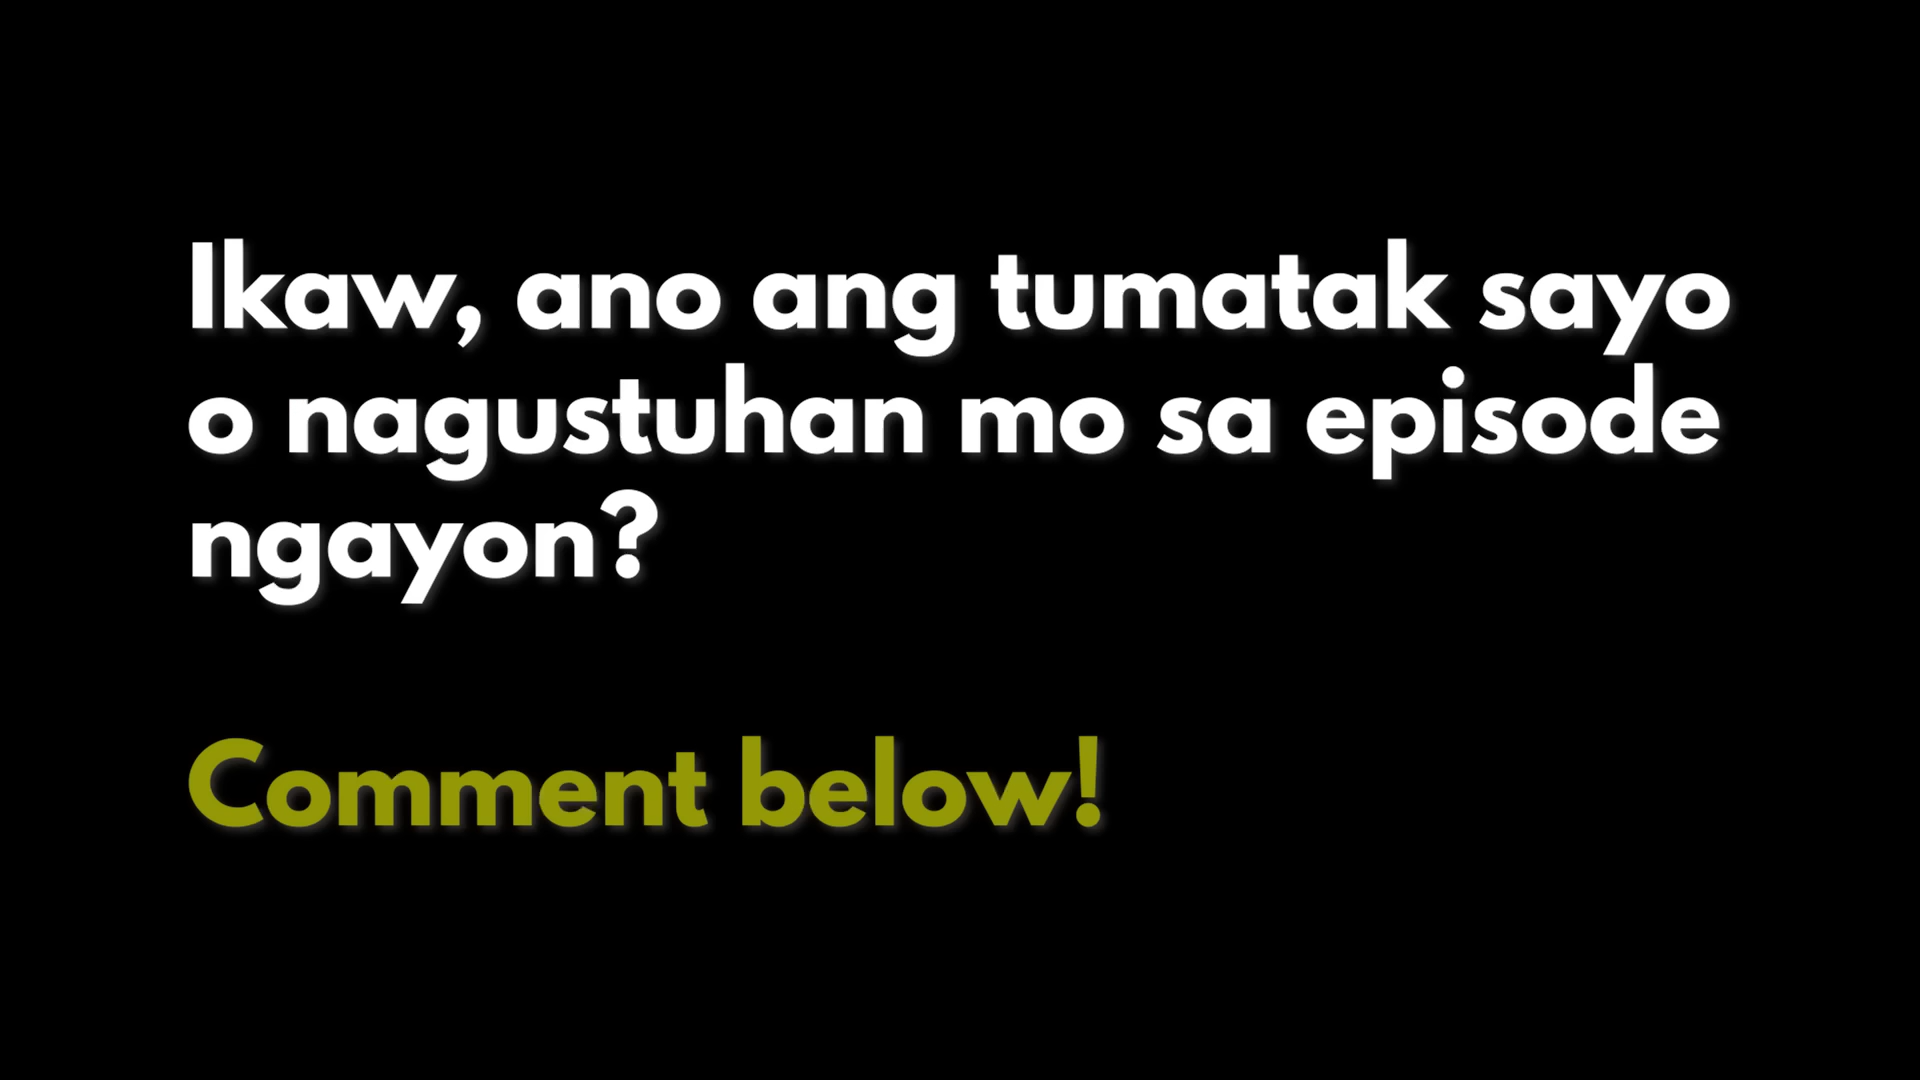 Ikaw, ano ang tumatak sayo
o nagustuhan mo sa episode
ngayon?
Comment below!